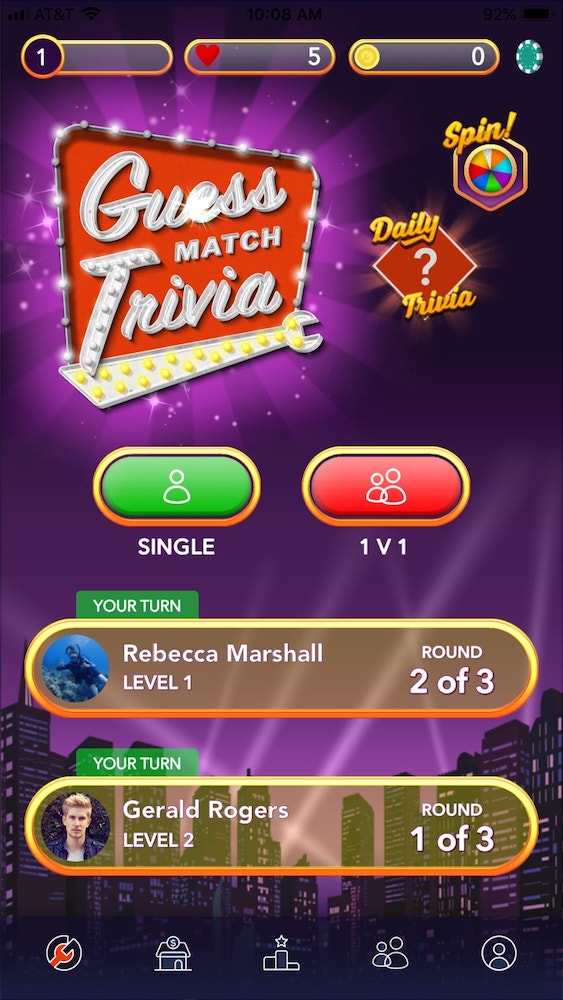 AT&T 10:08 AM 92%
1 5 0
Spin!
Guess
MATCH
Trivia
Daily
?
Trivia
SINGLE 1 V 1
YOUR TURN
Rebecca Marshall ROUND
LEVEL 1 2 of 3
YOUR TURN
Gerald Rogers ROUND
LEVEL 2 1 of 3
$